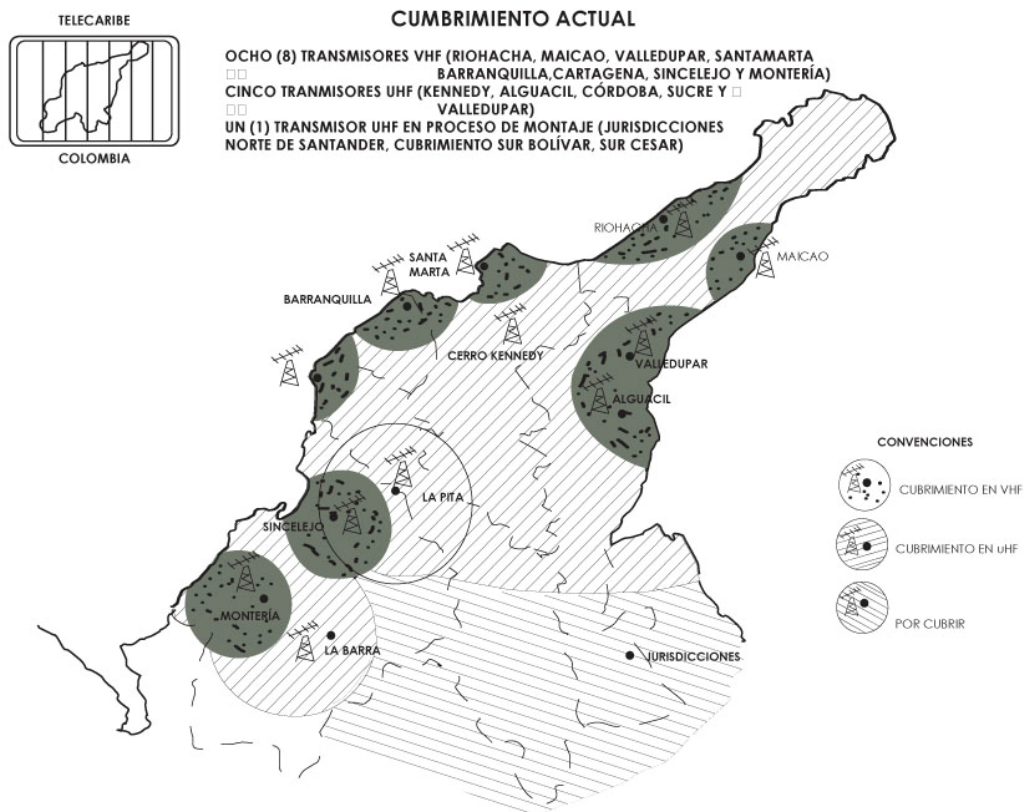 TELECARIBE
COLOMBIA
CUMBRIMIENTO ACTUAL
OCHO (8) TRANSMISORES VHF (RIOHACHA, MAICAO, VALLEDUPAR, SANTAMARTA
□□ BARRANQUILLA,CARTAGENA, SINCELEJO Y MONTERÍA)
CINCO TRANMISORES UHF (KENNEDY, ALGUACIL, CÓRDOBA, SUCRE Y □
□□ VALLEDUPAR)
UN (1) TRANSMISOR UHF EN PROCESO DE MONTAJE (JURISDICCIONES
NORTE DE SANTANDER, CUBRIMIENTO SUR BOLÍVAR, SUR CESAR)
RIOHACHA
MAICAO
SANTA
MARTA
BARRANQUILLA
CERRO KENNEDY
VALLEDUPAR
ALGUACIL
LA PITA
SINCELEJO
MONTERÍA
LA BARRA
JURISDICCIONES
CONVENCIONES
CUBRIMIENTO EN VHF
CUBRIMIENTO EN uHF
POR CUBRIR